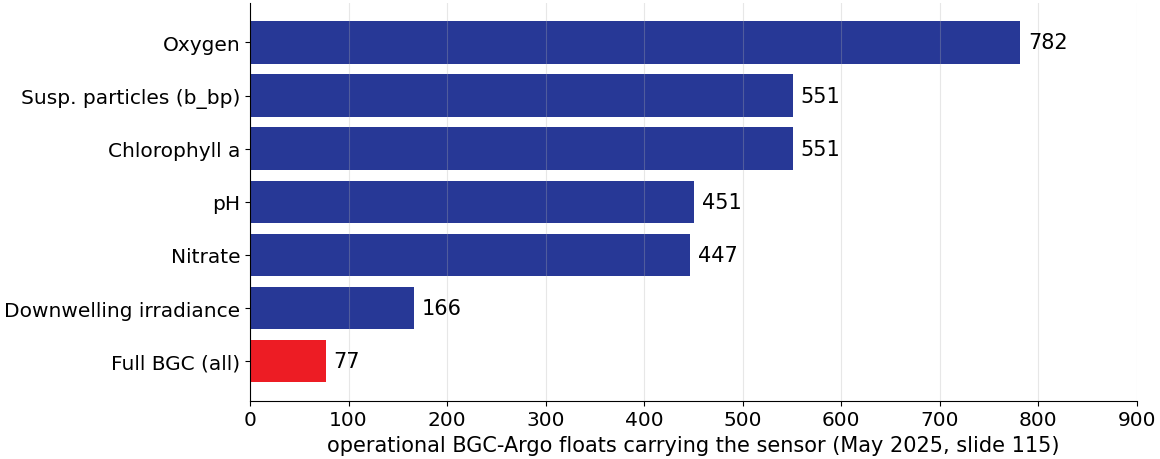 Oxygen 782
Susp. particles (b_bp) 551
Chlorophyll a 551
pH 451
Nitrate 447
Downwelling irradiance 166
Full BGC (all) 77
0 100 200 300 400 500 600 700 800 900
operational BGC-Argo floats carrying the sensor (May 2025, slide 115)